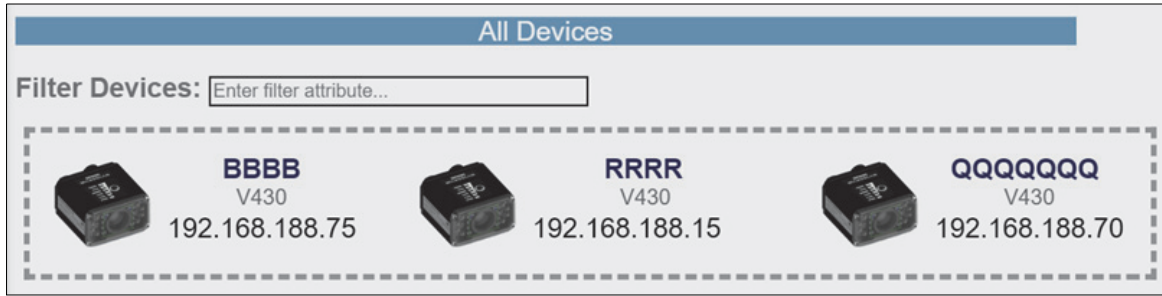 All Devices
Filter Devices: Enter filter attribute...
BBBB
V430
192.168.188.75
RRRR
V430
192.168.188.15
QQQQQQQ
V430
192.168.188.70